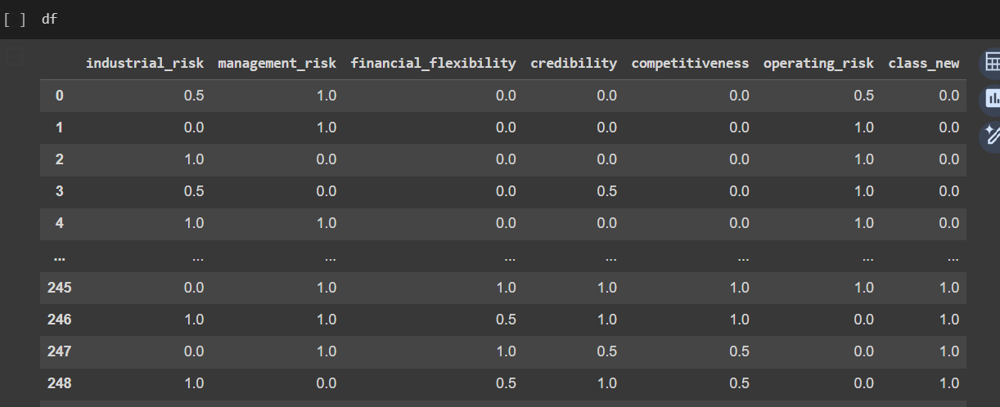 [ ] df
industrial_risk management_risk financial_flexibility credibility competitiveness operating_risk class_new
0 0.5 1.0 0.0 0.0 0.0 0.5 0.0
1 0.0 1.0 0.0 0.0 0.0 1.0 0.0
2 1.0 0.0 0.0 0.0 0.0 1.0 0.0
3 0.5 0.0 0.0 0.5 0.0 1.0 0.0
4 1.0 1.0 0.0 0.0 0.0 1.0 0.0
... ... ... ... ... ... ... ...
245 0.0 1.0 1.0 1.0 1.0 1.0 1.0
246 1.0 1.0 0.5 1.0 1.0 0.0 1.0
247 0.0 1.0 1.0 0.5 0.5 0.0 1.0
248 1.0 0.0 0.5 1.0 0.5 0.0 1.0